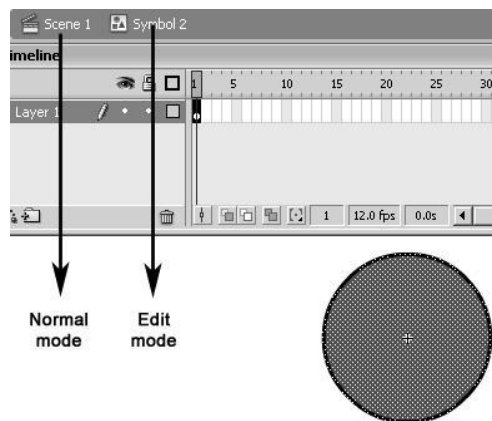 Scene 1 Symbol 2
imeline
1 5 10 15 20 25 30
Layer 1
1 12.0 fps 0.0s
Normal mode
Edit mode